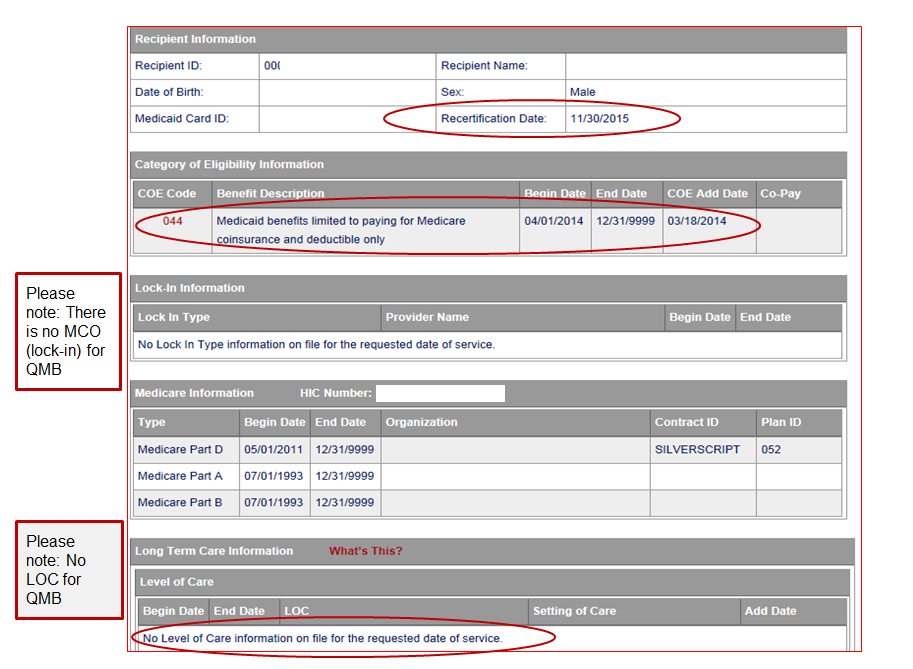 Recipient Information
Recipient ID: 000 Recipient Name:
Date of Birth: Sex: Male
Medicaid Card ID: Recertification Date: 11/30/2015
Category of Eligibility Information
COE Code Benefit Description Begin Date End Date COE Add Date Co-Pay
044 Medicaid benefits limited to paying for Medicare 04/01/2014 12/31/9999 03/18/2014
coinsurance and deductible only
Please
note: There
is no MCO
(lock-in) for
QMB
Lock-In Information
Lock In Type Provider Name Begin Date End Date
No Lock In Type information on file for the requested date of service.
Medicare Information HIC Number:
Type Begin Date End Date Organization Contract ID Plan ID
Medicare Part D 05/01/2011 12/31/9999 SILVERSCRIPT 052
Medicare Part A 07/01/1993 12/31/9999
Medicare Part B 07/01/1993 12/31/9999
Please
note: No
LOC for
QMB
Long Term Care Information What's This?
Level of Care
Begin Date End Date LOC Setting of Care Add Date
No Level of Care information on file for the requested date of service.